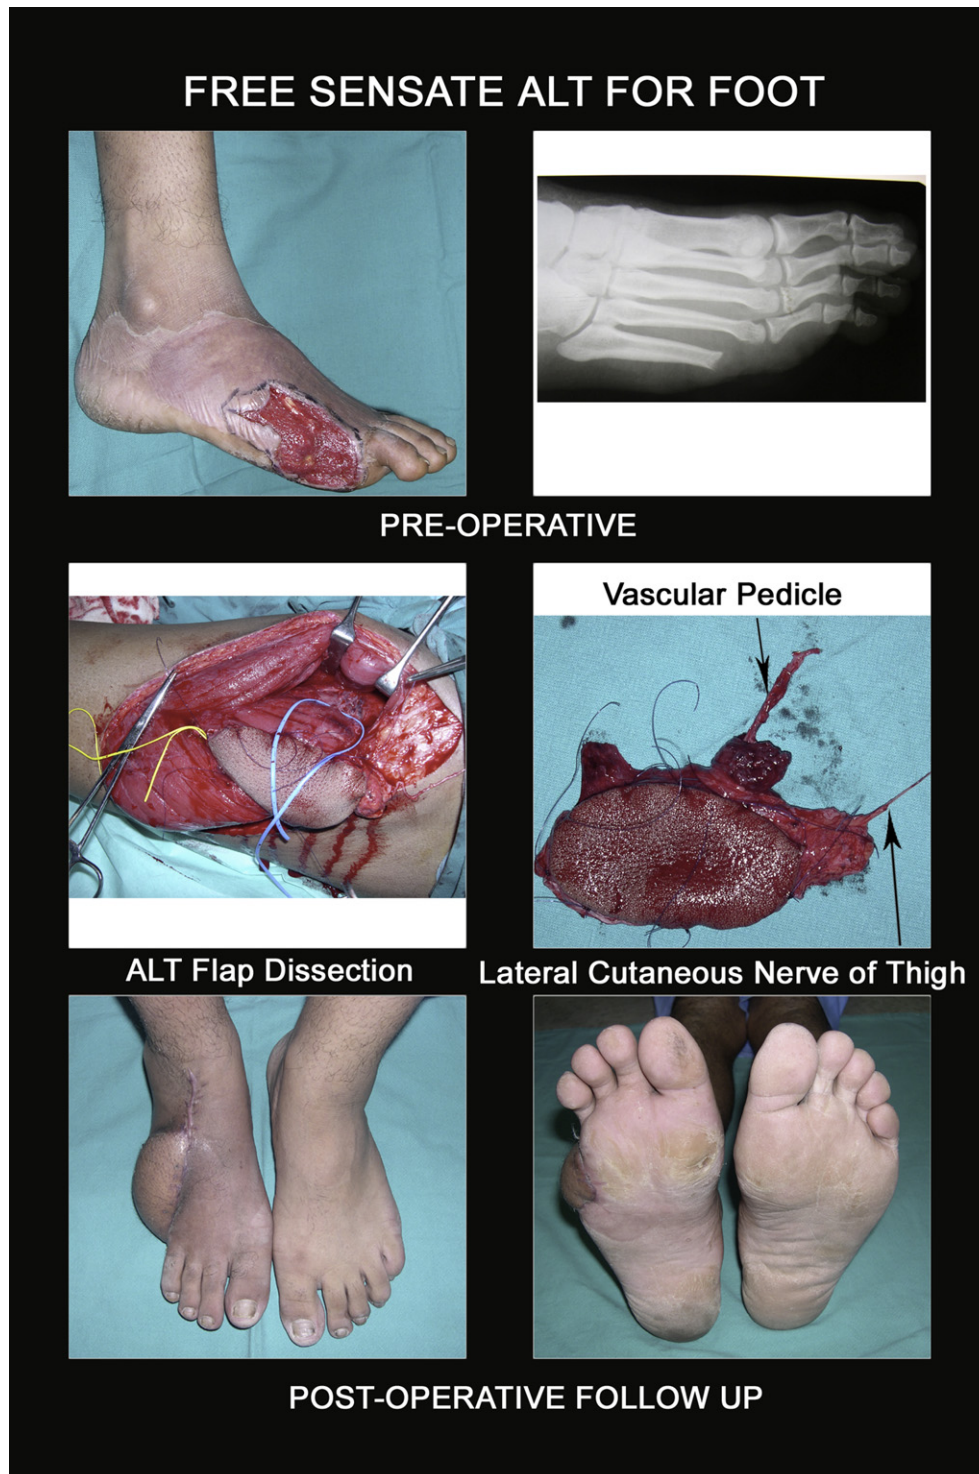 FREE SENSATE ALT FOR FOOT
PRE-OPERATIVE
Vascular Pedicle
ALT Flap Dissection
Lateral Cutaneous Nerve of Thigh
POST-OPERATIVE FOLLOW UP